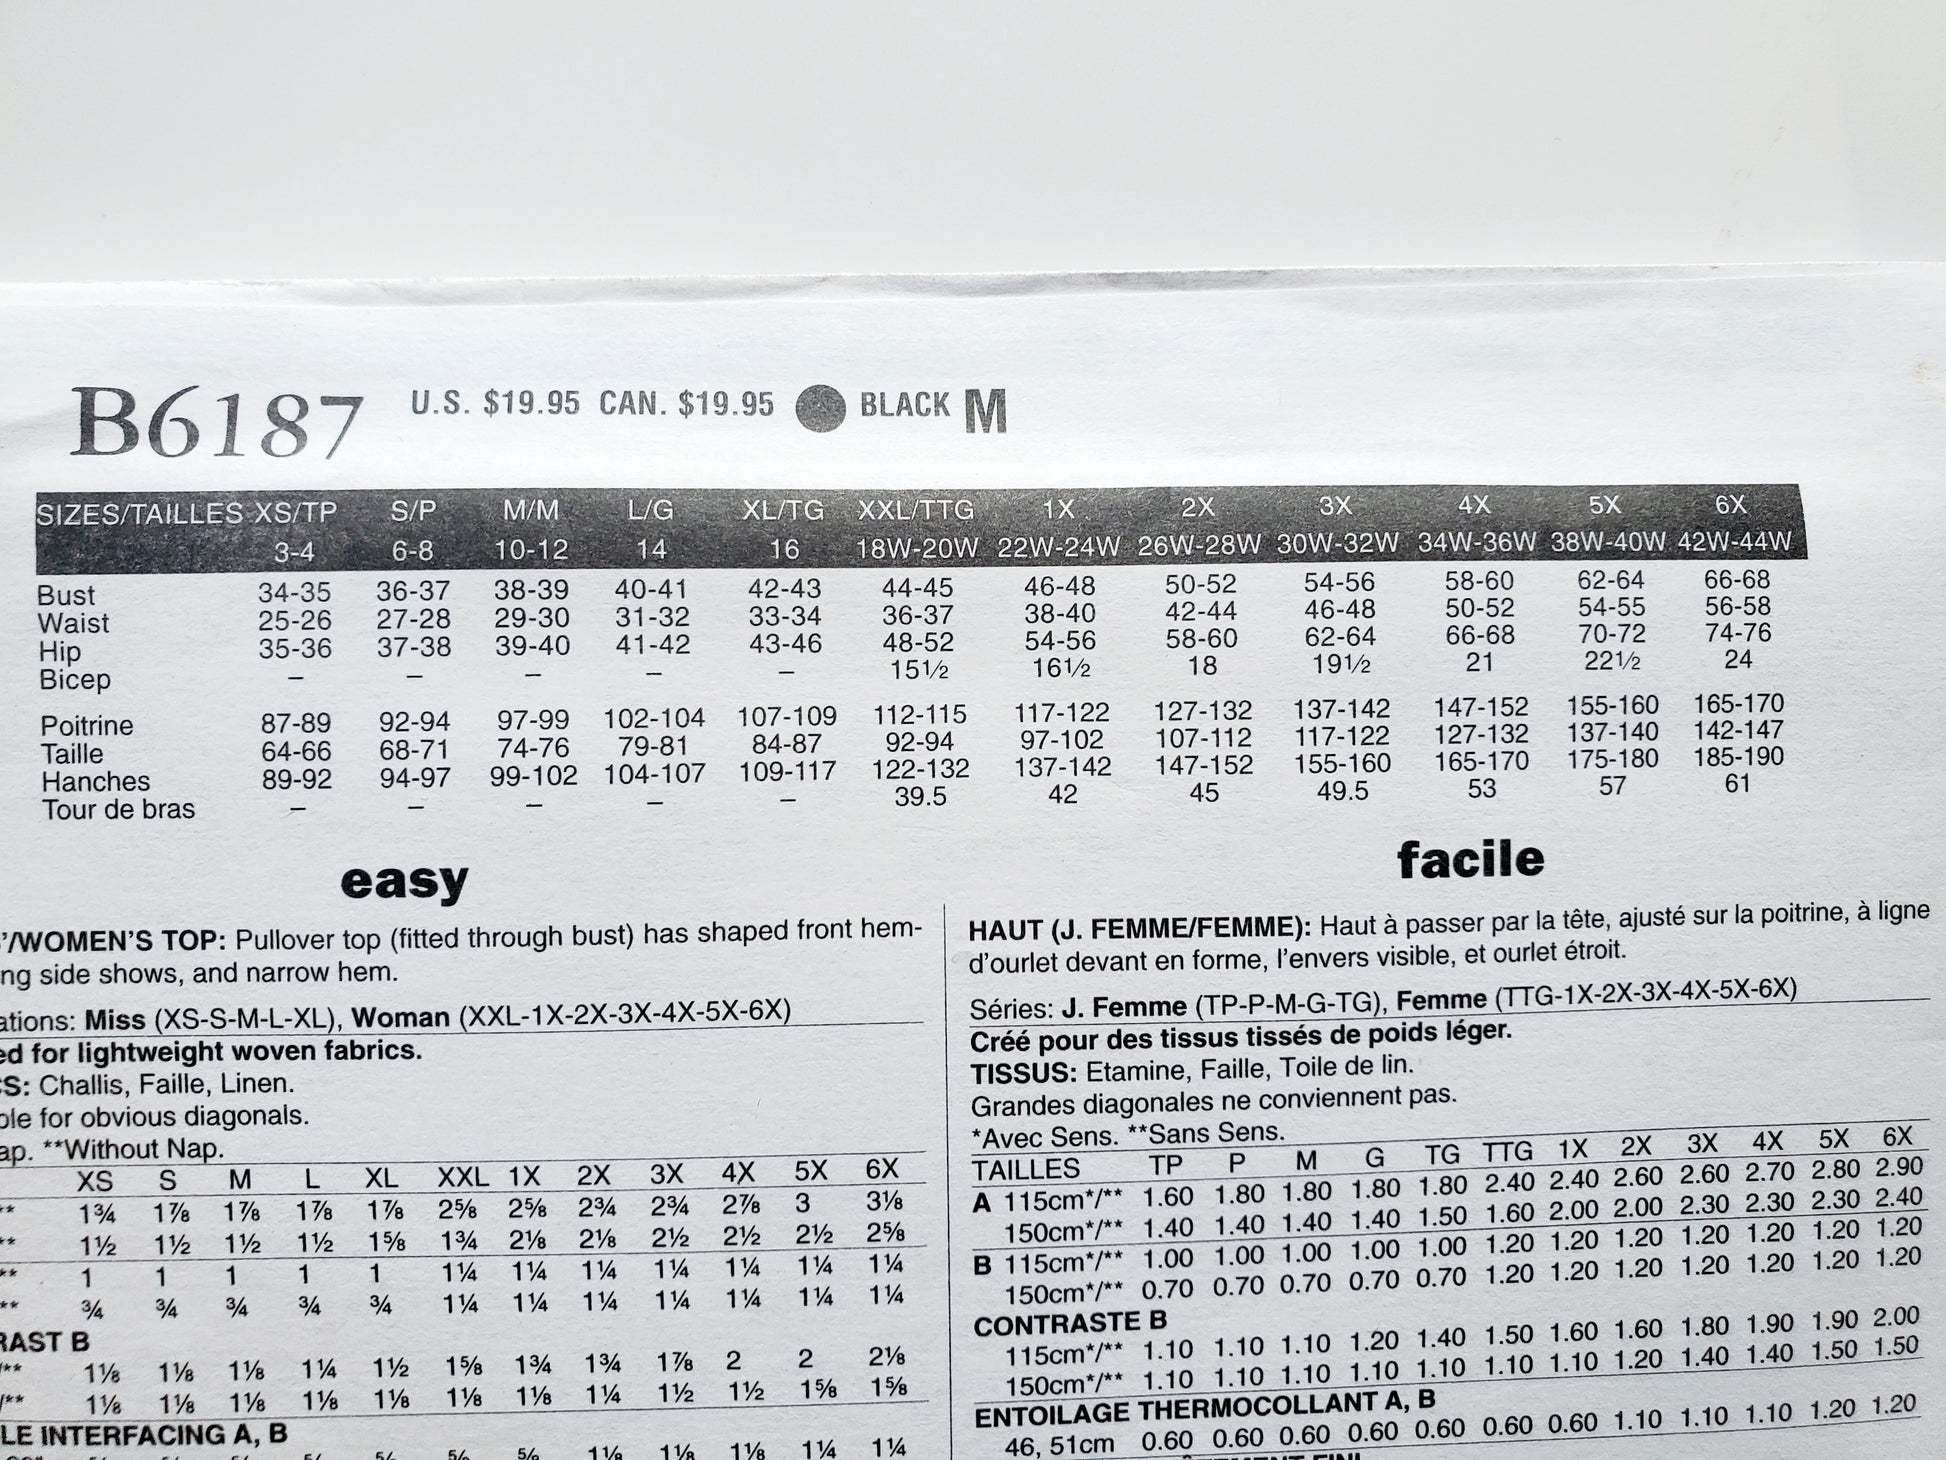 B6187 U.S. $19.95 CAN. $19.95 BLACK M
SIZES/TAILLES XS/TP S/P M/M L/G XL/TG XXL/TTG 1X 2X 3X 4X 5X 6X
3-4 6-8 10-12 14 16 18W-20W 22W-24W 26W-28W 30W-32W 34W-36W 38W-40W 42W-44W
Bust 34-35 36-37 38-39 40-41 42-43 44-45 46-48 50-52 54-56 58-60 62-64 66-68
Waist 25-26 27-28 29-30 31-32 33-34 36-37 38-40 42-44 46-48 50-52 54-55 56-58
Hip 35-36 37-38 39-40 41-42 43-46 48-52 54-56 58-60 62-64 66-68 70-72 74-76
Bicep – – – – – 15½ 16½ 18 19½ 21 22½ 24
Poitrine 87-89 92-94 97-99 102-104 107-109 112-115 117-122 127-132 137-142 147-152 155-160 165-170
Taille 64-66 68-71 74-76 79-81 84-87 92-94 97-102 107-112 117-122 127-132 137-140 142-147
Hanches 89-92 94-97 99-102 104-107 109-117 122-132 137-142 147-152 155-160 165-170 175-180 185-190
Tour de bras – – – – – 39.5 42 45 49.5 53 57 61
easy
'/WOMEN'S TOP: Pullover top (fitted through bust) has shaped front hem-
ng side shows, and narrow hem.
ations: Miss (XS-S-M-L-XL), Woman (XXL-1X-2X-3X-4X-5X-6X)
ed for lightweight woven fabrics.
S: Challis, Faille, Linen.
ble for obvious diagonals.
ap. **Without Nap.
XS S M L XL XXL 1X 2X 3X 4X 5X 6X
** 1¾ 1⅞ 1⅞ 1⅞ 1⅞ 2⅝ 2⅝ 2¾ 2¾ 2⅞ 3 3⅛
** 1½ 1½ 1½ 1½ 1⅝ 1¾ 2⅛ 2⅛ 2½ 2½ 2½ 2⅝
** 1 1 1 1 1 1¼ 1¼ 1¼ 1¼ 1¼ 1¼ 1¼
** ¾ ¾ ¾ ¾ ¾ 1¼ 1¼ 1¼ 1¼ 1¼ 1¼ 1¼
RAST B
/** 1⅛ 1⅛ 1⅛ 1¼ 1½ 1⅝ 1¾ 1¾ 1⅞ 2 2 2⅛
/** 1⅛ 1⅛ 1⅛ 1⅛ 1⅛ 1⅛ 1⅛ 1¼ 1½ 1½ 1⅝ 1⅝
LE INTERFACING A, B
⅝ ⅝ 1⅛ 1⅛ 1⅛ 1¼ 1¼
facile
HAUT (J. FEMME/FEMME): Haut à passer par la tête, ajusté sur la poitrine, à ligne
d'ourlet devant en forme, l'envers visible, et ourlet étroit.
Séries: J. Femme (TP-P-M-G-TG), Femme (TTG-1X-2X-3X-4X-5X-6X)
Créé pour des tissus tissés de poids léger.
TISSUS: Etamine, Faille, Toile de lin.
Grandes diagonales ne conviennent pas.
*Avec Sens. **Sans Sens.
TAILLES TP P M G TG TTG 1X 2X 3X 4X 5X 6X
A 115cm*/** 1.60 1.80 1.80 1.80 1.80 2.40 2.40 2.60 2.60 2.70 2.80 2.90
150cm*/** 1.40 1.40 1.40 1.40 1.50 1.60 2.00 2.00 2.30 2.30 2.30 2.40
B 115cm*/** 1.00 1.00 1.00 1.00 1.00 1.20 1.20 1.20 1.20 1.20 1.20 1.20
150cm*/** 0.70 0.70 0.70 0.70 0.70 1.20 1.20 1.20 1.20 1.20 1.20 1.20
CONTRASTE B
115cm*/** 1.10 1.10 1.10 1.20 1.40 1.50 1.60 1.60 1.80 1.90 1.90 2.00
150cm*/** 1.10 1.10 1.10 1.10 1.10 1.10 1.10 1.20 1.40 1.40 1.50 1.50
ENTOILAGE THERMOCOLLANT A, B
46, 51cm 0.60 0.60 0.60 0.60 0.60 0.60 0.60 1.10 1.10 1.10 1.20 1.20